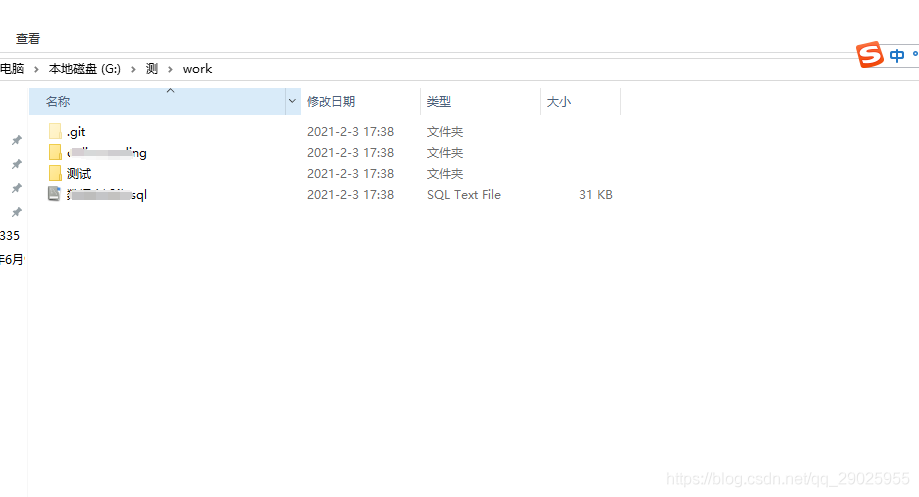 查看
电脑 › 本地磁盘 (G:) › 测 › work
中 °
名称 修改日期 类型 大小
.git 2021-2-3 17:38 文件夹
2021-2-3 17:38 文件夹
测试 2021-2-3 17:38 文件夹
sql 2021-2-3 17:38 SQL Text File 31 KB
335
年6月
https://blog.csdn.net/qq_29025955